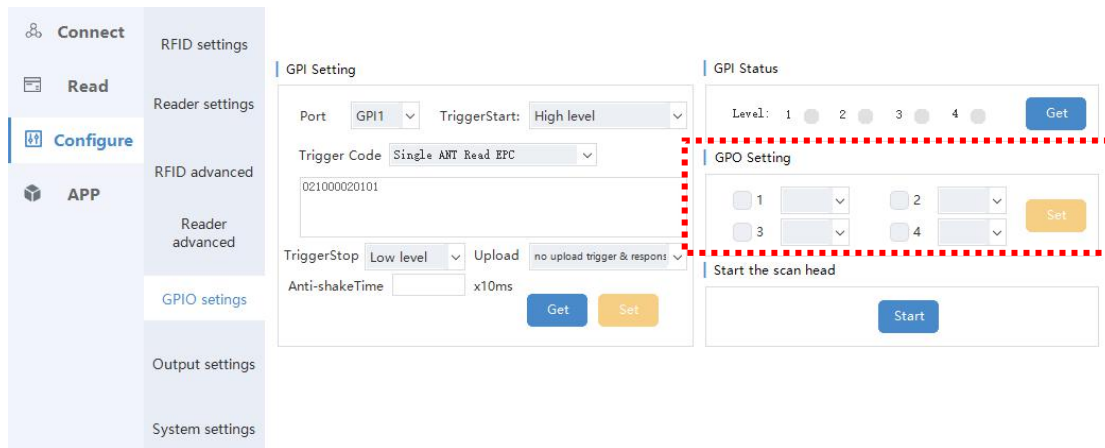 Connect
Read
Configure
APP
RFID settings
Reader settings
RFID advanced
Reader
advanced
GPIO setings
Output settings
System settings
GPI Setting
Port GPI1 TriggerStart: High level
Trigger Code Single ANT Read EPC
021000020101
TriggerStop Low level Upload no upload trigger & respons
Anti-shakeTime x10ms
Get Set
GPI Status
Level: 1 2 3 4 Get
GPO Setting
1 2
3 4
Set
Start the scan head
Start